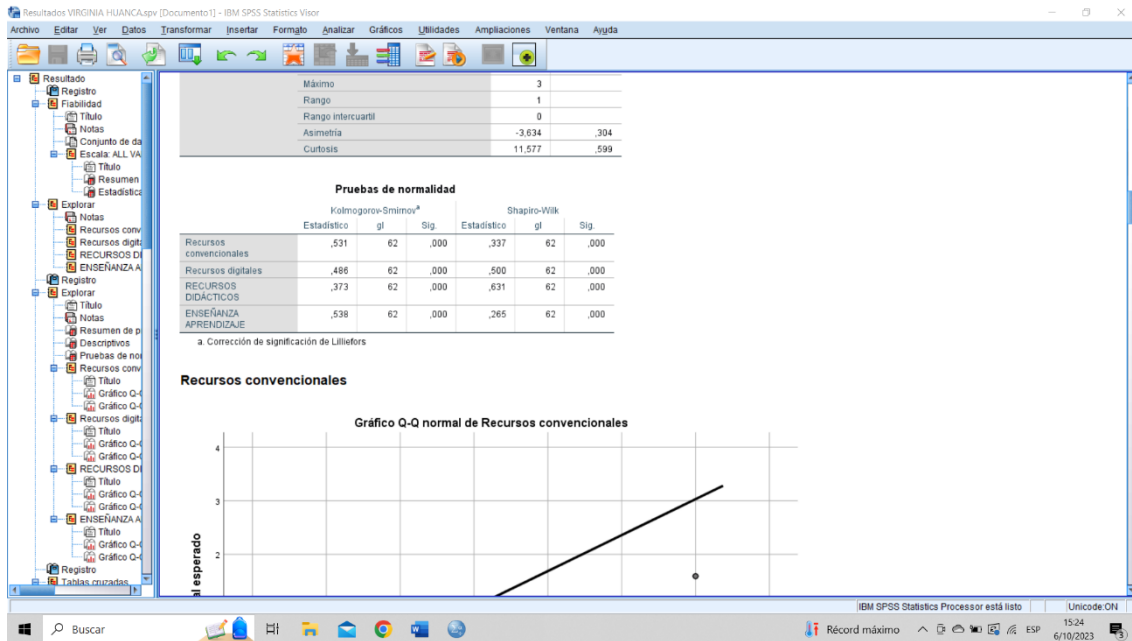 Resultados VIRGINIA HUANCA.spv [Documento1] - IBM SPSS Statistics Visor
Archivo Editar Ver Datos Transformar Insertar Formato Analizar Gráficos Utilidades Ampliaciones Ventana Ayuda
Resultado
Registro
Fiabilidad
Título
Notas
Conjunto de da
Escala: ALL VA
Título
Resumen
Estadística
Explorar
Notas
Recursos conv
Recursos digita
RECURSOS DI
ENSEÑANZA A
Registro
Explorar
Título
Notas
Resumen de p
Descriptivos
Pruebas de nor
Recursos conv
Título
Gráfico Q-
Gráfico Q-
Recursos digita
Título
Gráfico Q-
Gráfico Q-
RECURSOS DI
Título
Gráfico Q-
Gráfico Q-
ENSEÑANZA A
Título
Gráfico Q-
Gráfico Q-
Registro
Tablas cruzadas
Máximo 3
Rango 1
Rango intercuartil 0
Asimetría -3,634 ,304
Curtosis 11,577 ,599
Pruebas de normalidad
Kolmogorov-Smirnovª Shapiro-Wilk
Estadístico gl Sig. Estadístico gl Sig.
Recursos convencionales ,531 62 ,000 ,337 62 ,000
Recursos digitales ,486 62 ,000 ,500 62 ,000
RECURSOS DIDÁCTICOS ,373 62 ,000 ,631 62 ,000
ENSEÑANZA APRENDIZAJE ,538 62 ,000 ,265 62 ,000
a. Corrección de significación de Lilliefors
Recursos convencionales
Gráfico Q-Q normal de Recursos convencionales
4
3
2
al esperado
IBM SPSS Statistics Processor está listo Unicode:ON
Buscar
Récord máximo
ESP
15:24
6/10/2023